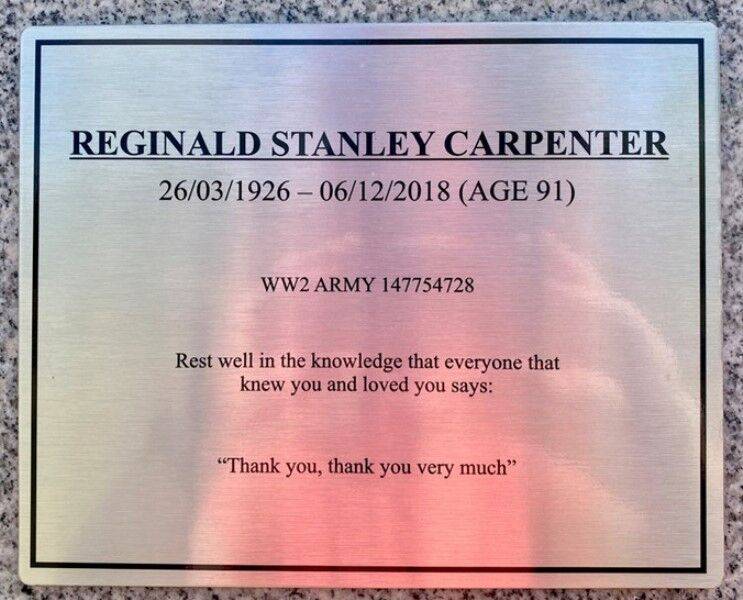 REGINALD STANLEY CARPENTER
26/03/1926 – 06/12/2018 (AGE 91)
WW2 ARMY 147754728
Rest well in the knowledge that everyone that
knew you and loved you says:
“Thank you, thank you very much”